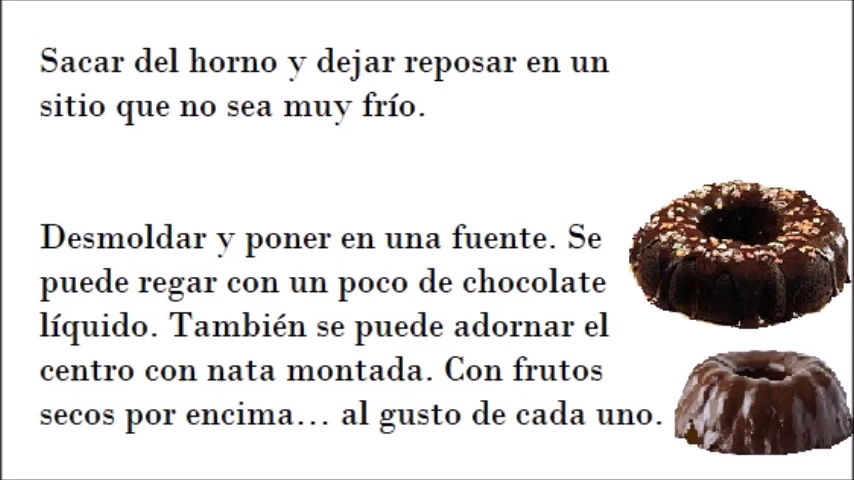 Sacar del horno y dejar reposar en un
sitio que no sea muy frío.
Desmoldar y poner en una fuente. Se
puede regar con un poco de chocolate
líquido. También se puede adornar el
centro con nata montada. Con frutos
secos por encima... al gusto de cada uno.